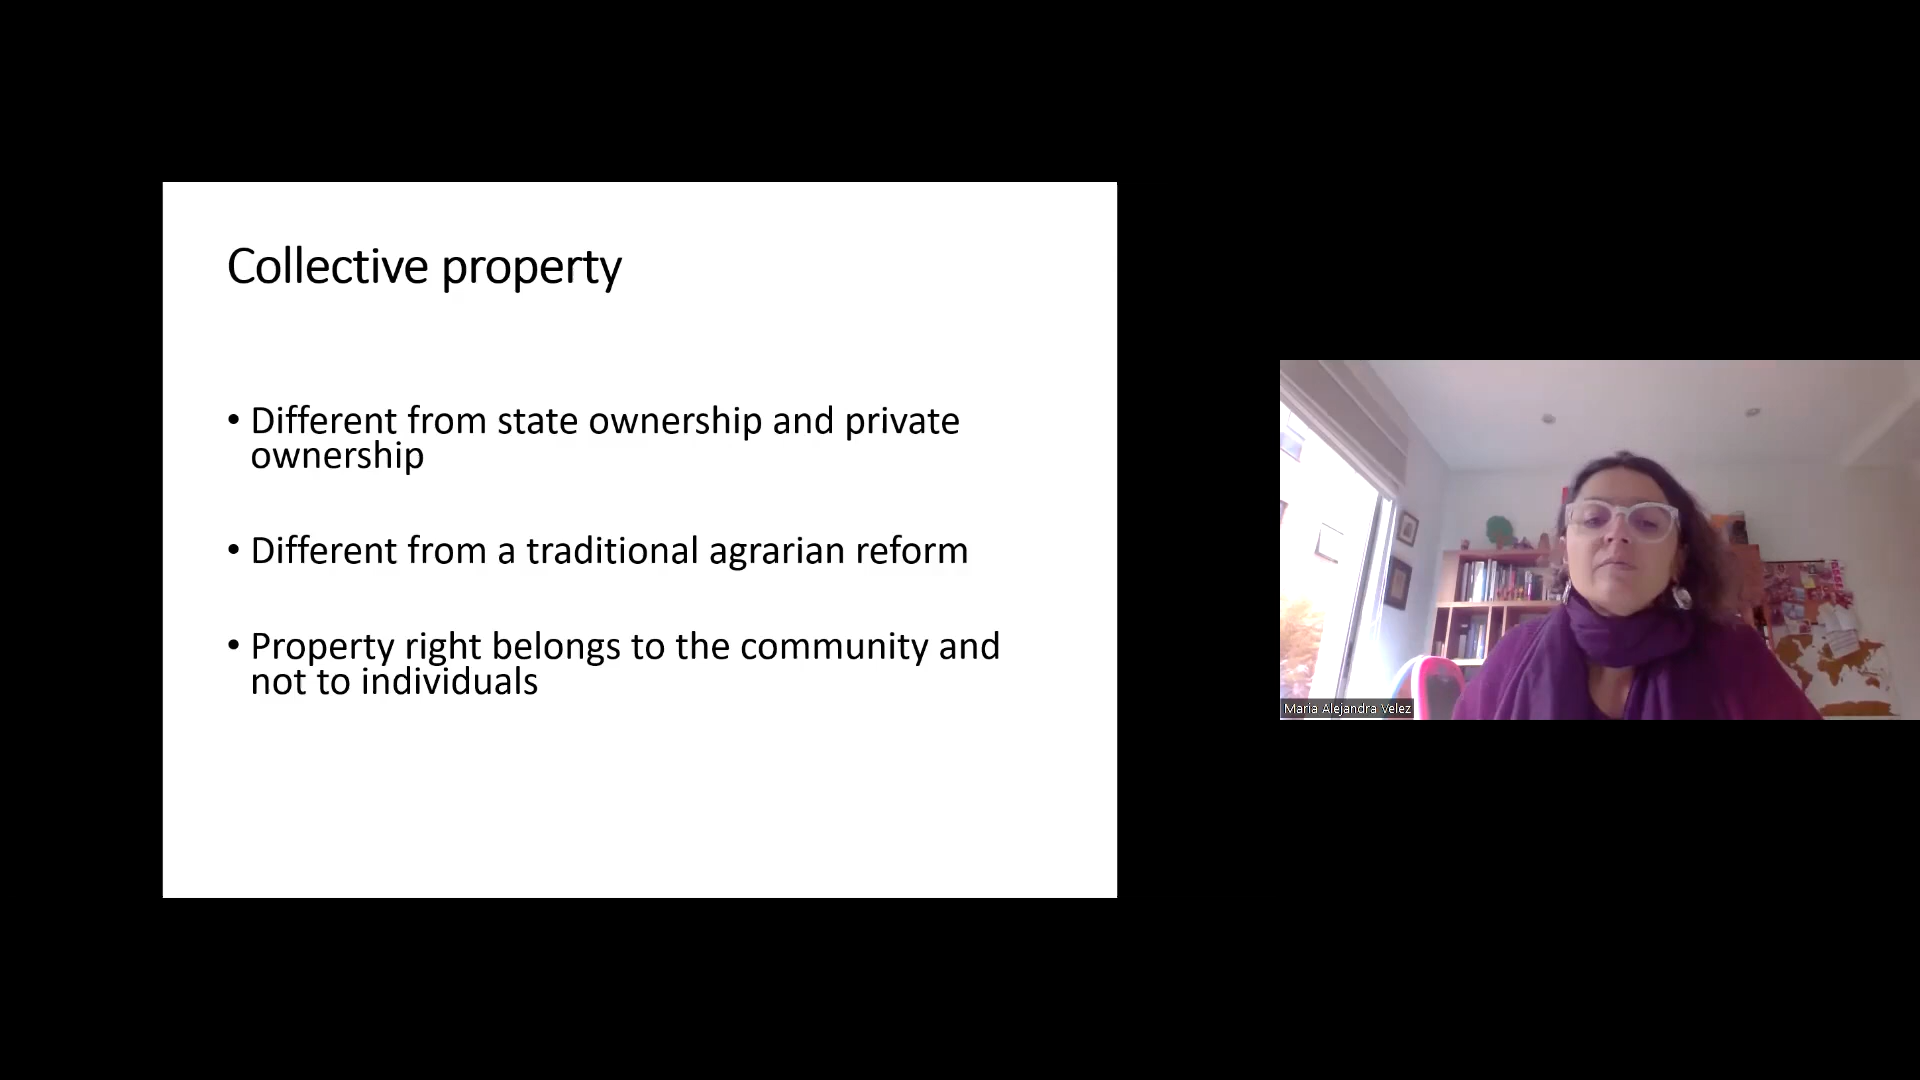 Collective property
• Different from state ownership and private
ownership
• Different from a traditional agrarian reform
• Property right belongs to the community and
not to individuals
Maria Alejandra Velez